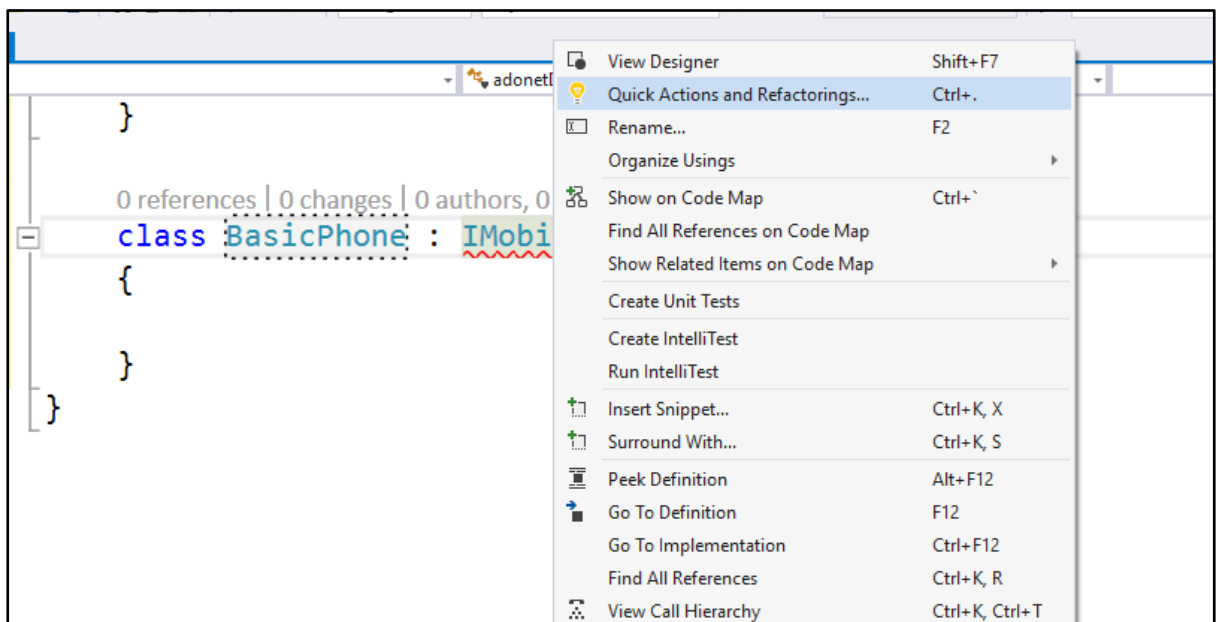 adonetD
}
0 references | 0 changes | 0 authors, 0
class BasicPhone : IMobi
{
}
}
View Designer Shift+F7
Quick Actions and Refactorings... Ctrl+.
Rename... F2
Organize Usings
Show on Code Map Ctrl+`
Find All References on Code Map
Show Related Items on Code Map
Create Unit Tests
Create IntelliTest
Run IntelliTest
Insert Snippet... Ctrl+K, X
Surround With... Ctrl+K, S
Peek Definition Alt+F12
Go To Definition F12
Go To Implementation Ctrl+F12
Find All References Ctrl+K, R
View Call Hierarchy Ctrl+K, Ctrl+T